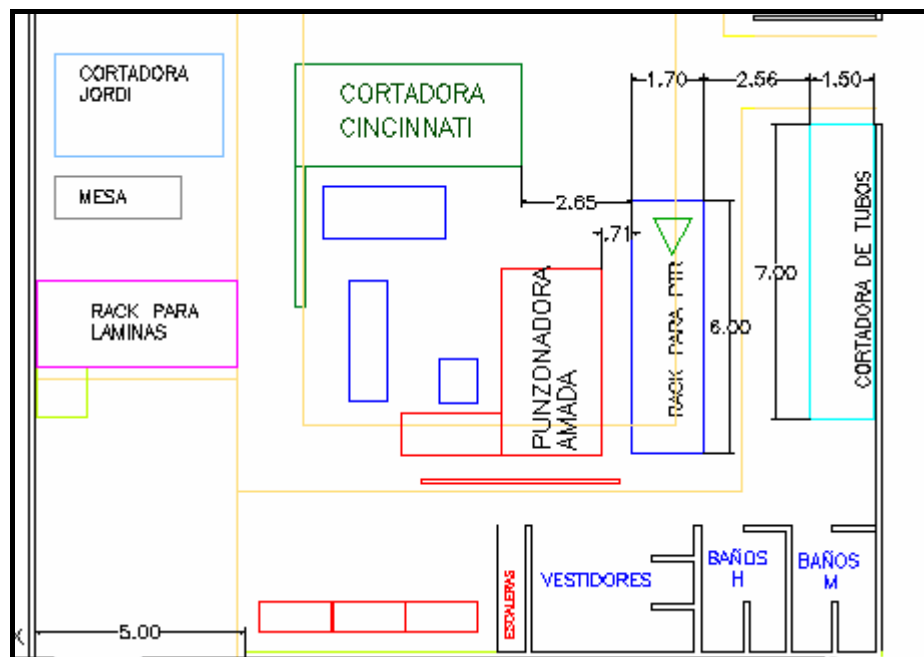 CORTADORA
JORDI
MESA
RACK PARA
LAMINAS
CORTADORA
CINCINNATI
1.70
2.56
1.50
2.65
.71
PUNZONADORA
AMADA
RACK PARA PTR
6.00
7.00
CORTADORA DE TUBOS
ESCALERAS
VESTIDORES
BAÑOS
H
BAÑOS
M
5.00
X